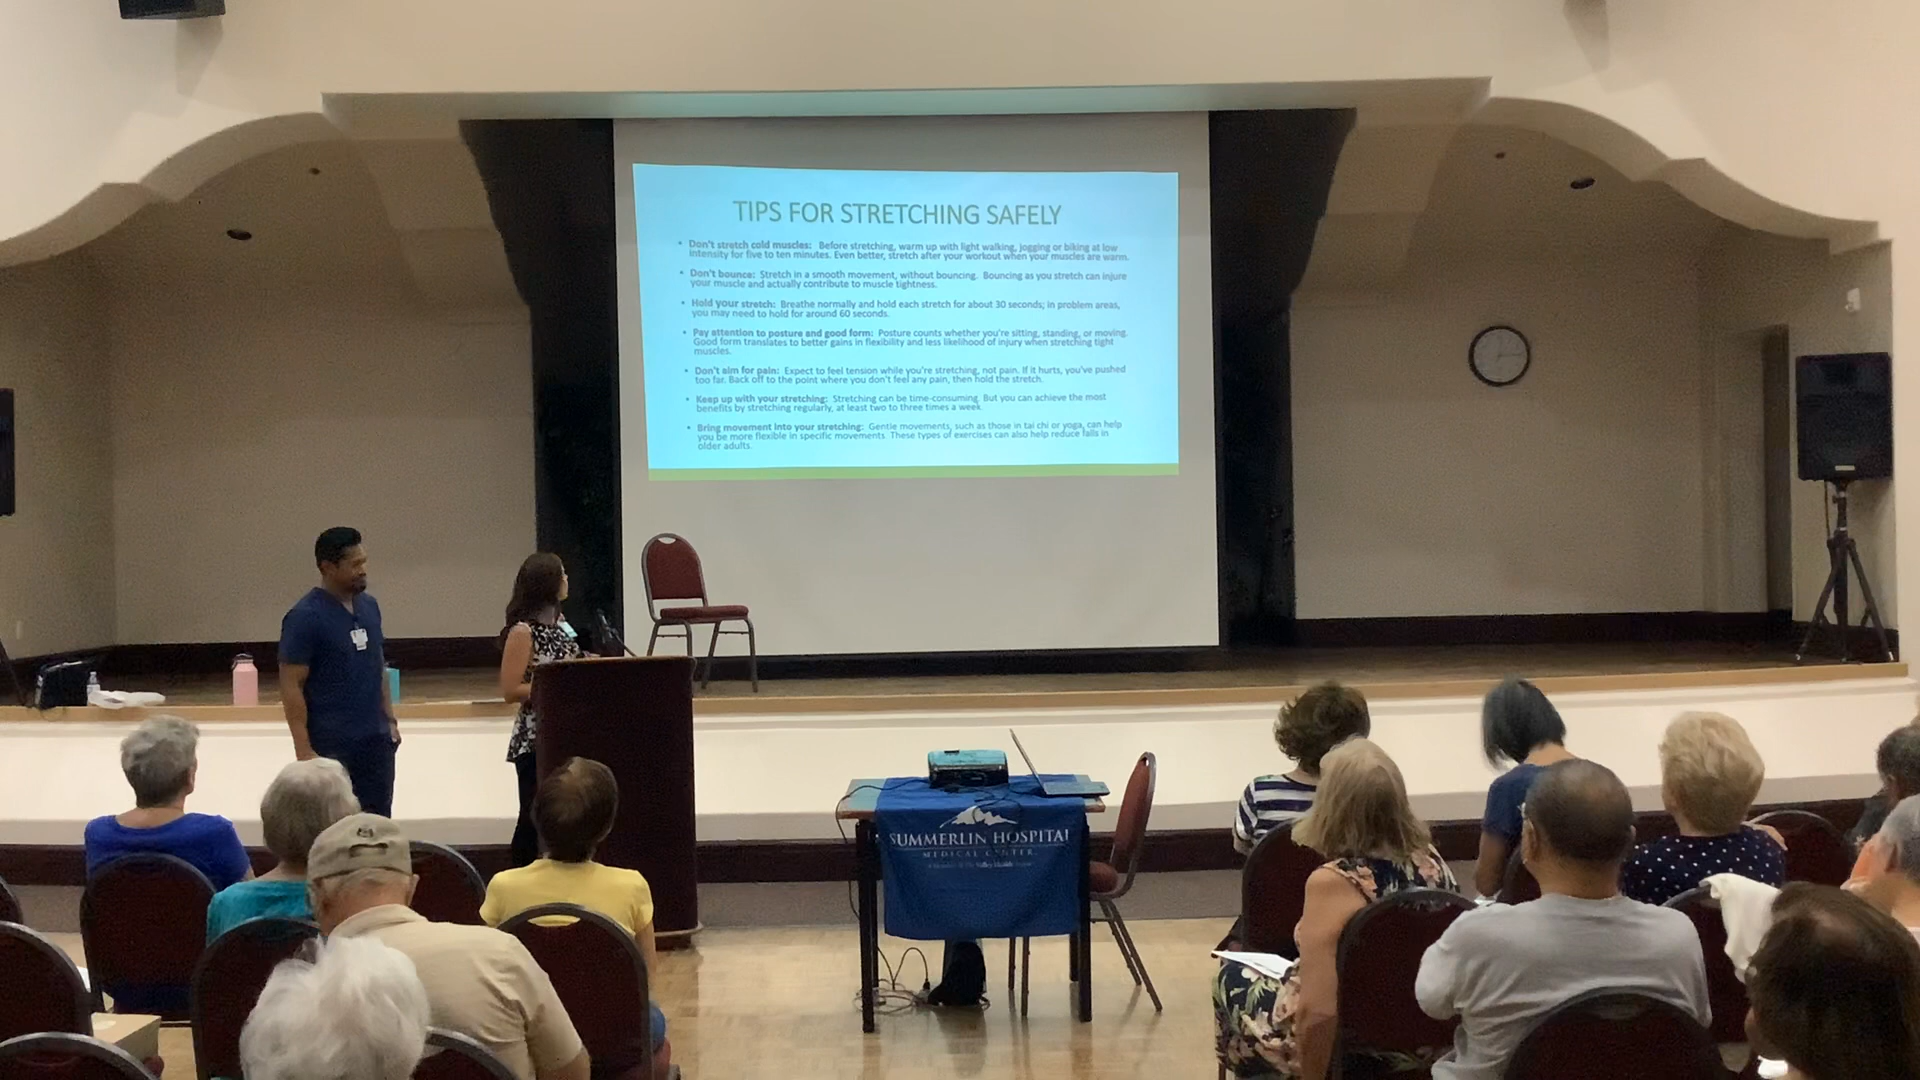 TIPS FOR STRETCHING SAFELY
• Don't stretch cold muscles: Before stretching, warm up with light walking, jogging or biking at low
intensity for five to ten minutes. Even better, stretch after your workout when your muscles are warm.
• Don't bounce: Stretch in a smooth movement, without bouncing. Bouncing as you stretch can injure
your muscle and actually contribute to muscle tightness.
• Hold your stretch: Breathe normally and hold each stretch for about 30 seconds; in problem areas,
you may need to hold for around 60 seconds.
• Pay attention to posture and good form: Posture counts whether you're sitting, standing, or moving.
Good form translates to better gains in flexibility and less likelihood of injury when stretching tight
muscles.
• Don't aim for pain: Expect to feel tension while you're stretching, not pain. If it hurts, you've pushed
too far. Back off to the point where you don't feel any pain, then hold the stretch.
• Keep up with your stretching: Stretching can be time-consuming. But you can achieve the most
benefits by stretching regularly, at least two to three times a week.
• Bring movement into your stretching: Gentle movements, such as those in tai chi or yoga, can help
you be more flexible in specific movements. These types of exercises can also help reduce falls in
older adults.
SUMMERLIN HOSPITAL
MEDICAL CENTER